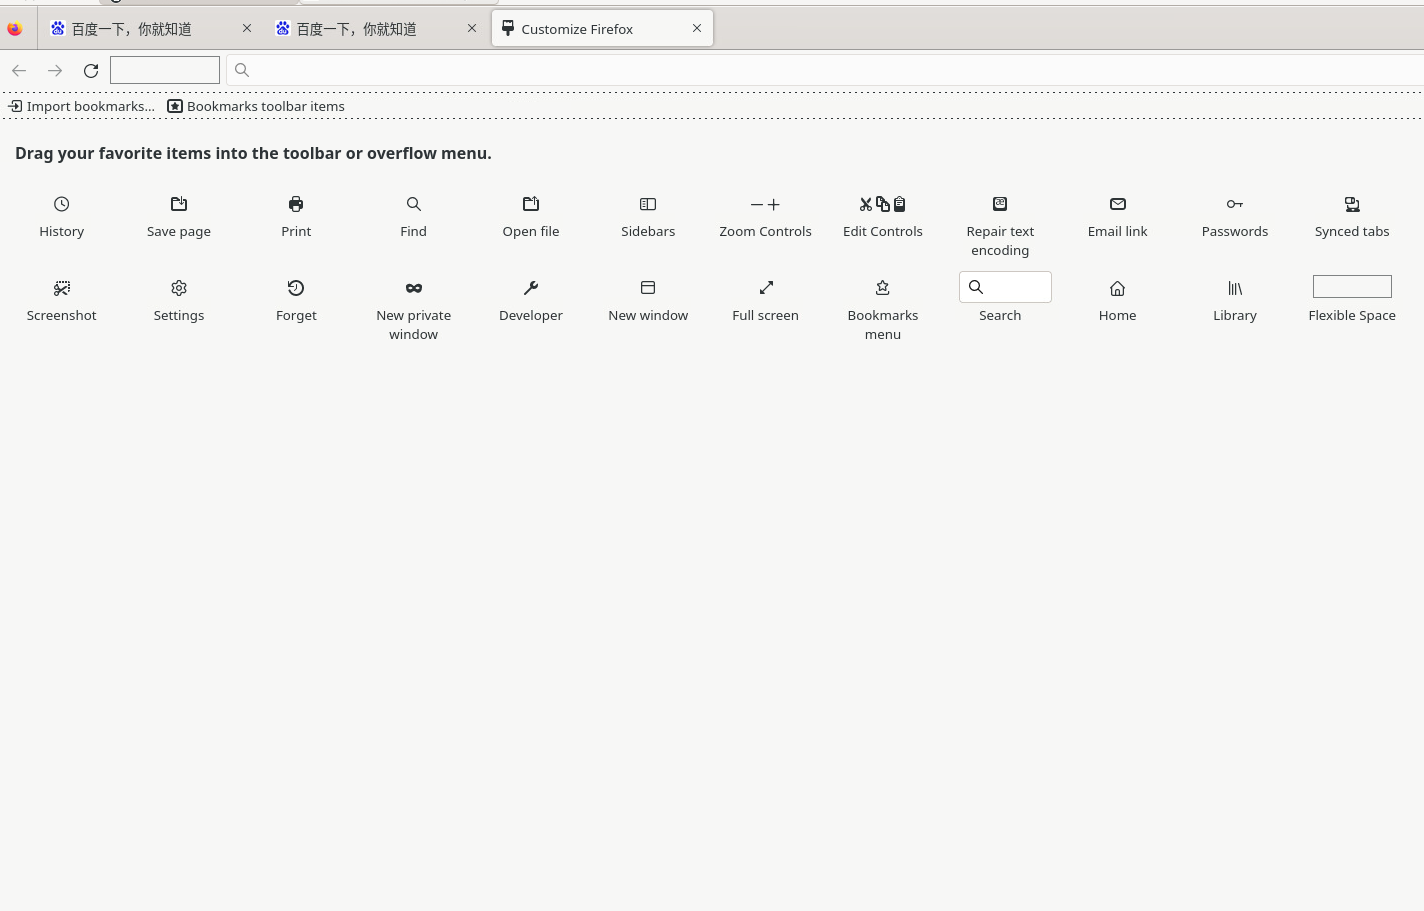 百度一下，你就知道
百度一下，你就知道
Customize Firefox
Import bookmarks...
Bookmarks toolbar items
Drag your favorite items into the toolbar or overflow menu.
History
Save page
Print
Find
Open file
Sidebars
Zoom Controls
Edit Controls
Repair text
encoding
Email link
Passwords
Synced tabs
Screenshot
Settings
Forget
New private
window
Developer
New window
Full screen
Bookmarks
menu
Search
Home
Library
Flexible Space